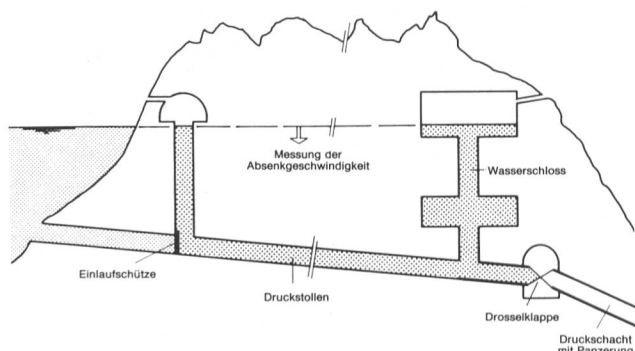 Messung der
Absenkgeschwindigkeit
Wasserschloss
Einlaufschütze
Druckstollen
Drosselklappe
Druckschacht
mit Panzerung